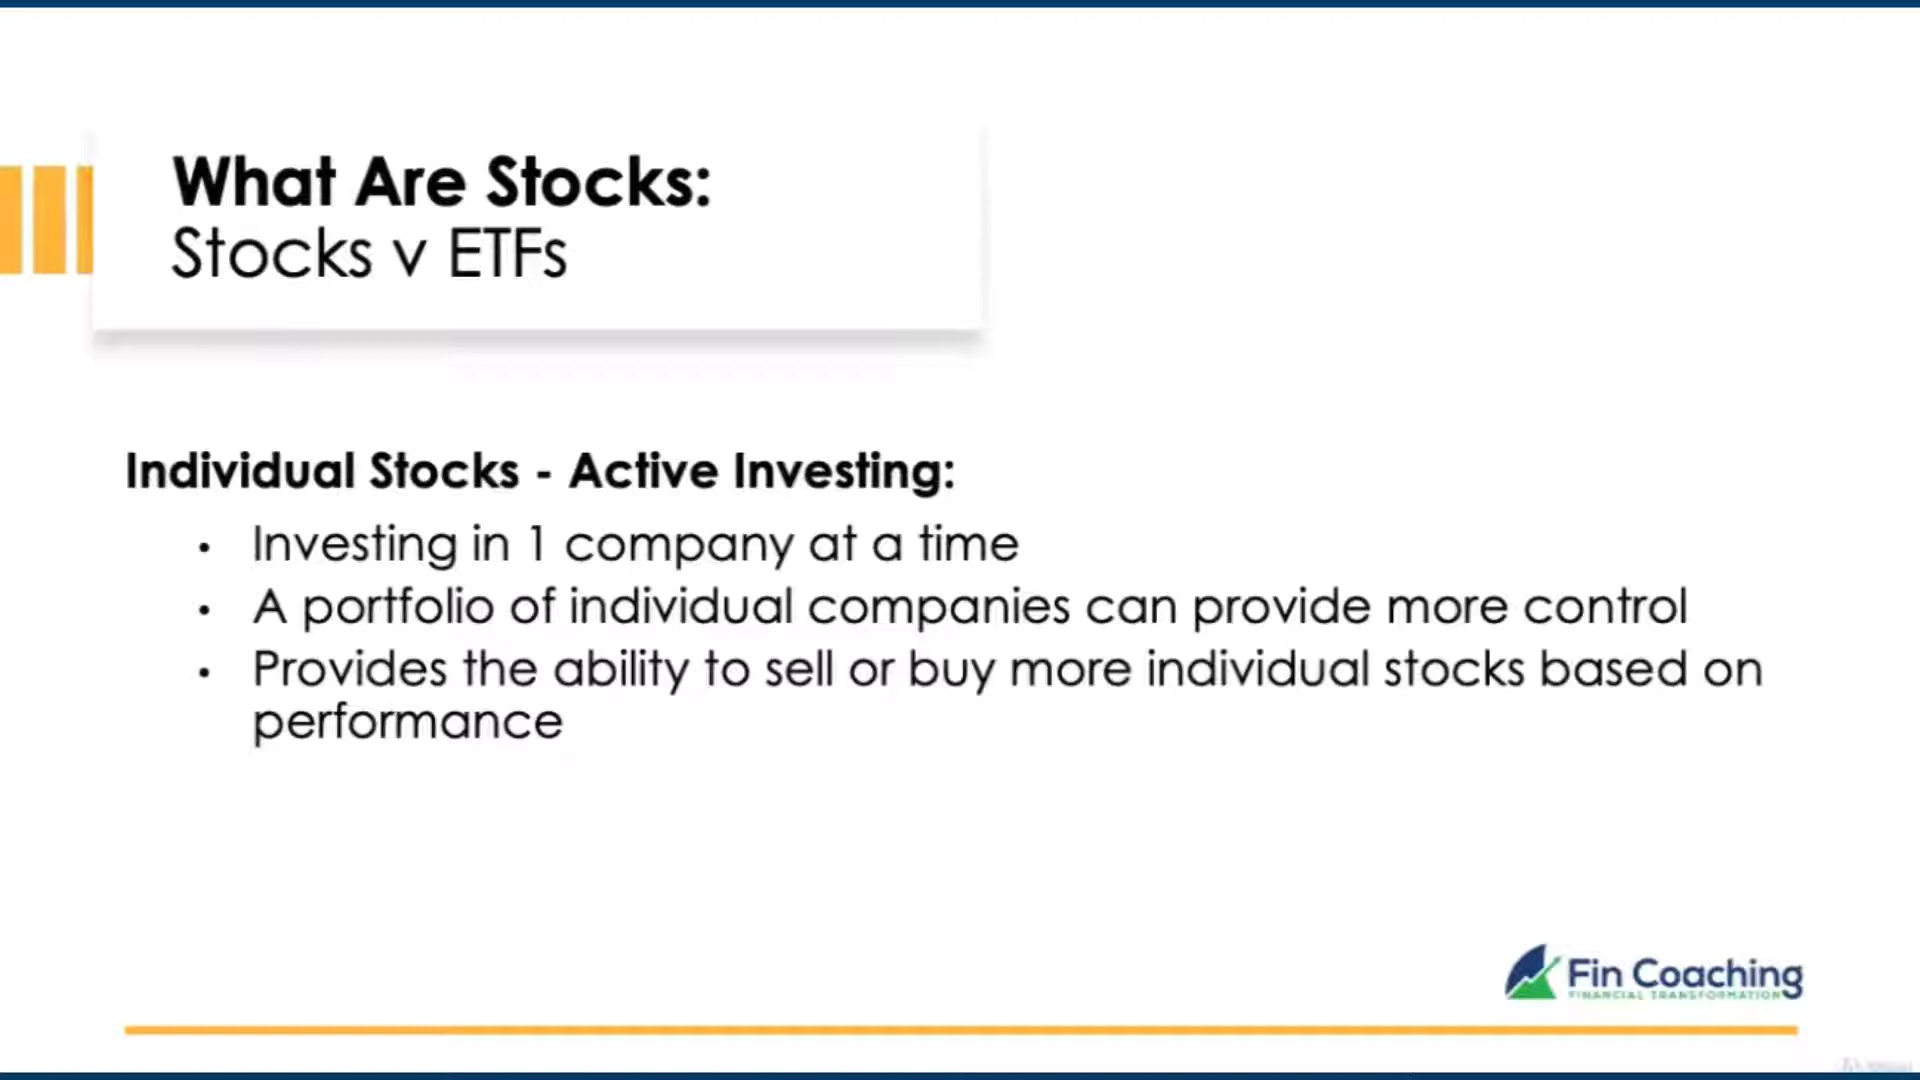 What Are Stocks:
Stocks v ETFs
Individual Stocks - Active Investing:
• Investing in 1 company at a time
• A portfolio of individual companies can provide more control
• Provides the ability to sell or buy more individual stocks based on
performance
Fin Coaching
FINANCIAL TRANSFORMATION